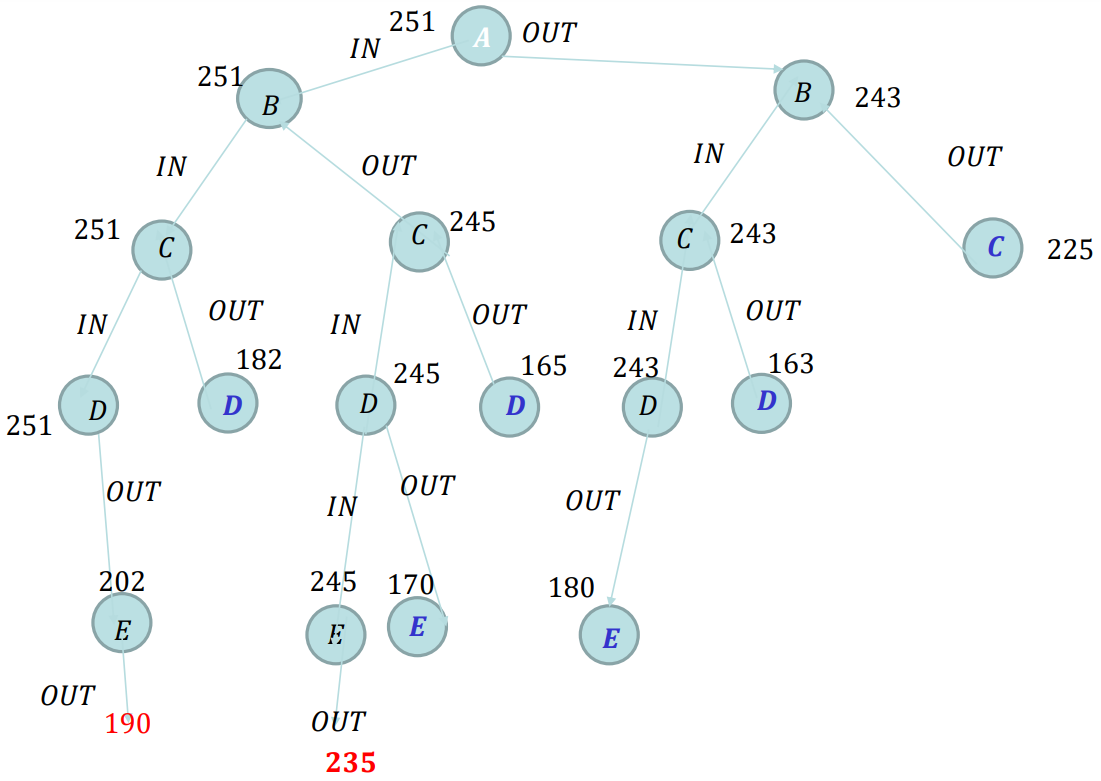 251 A OUT
IN
251 B
B 243
IN OUT
IN OUT
251 C
C 245
C 243
C 225
IN OUT
IN OUT
IN OUT
182
245
165
243
163
251 D
D
D
D
D
D
OUT
IN OUT
OUT
202
245 170
180
E
E
E
E
OUT
190
OUT
235